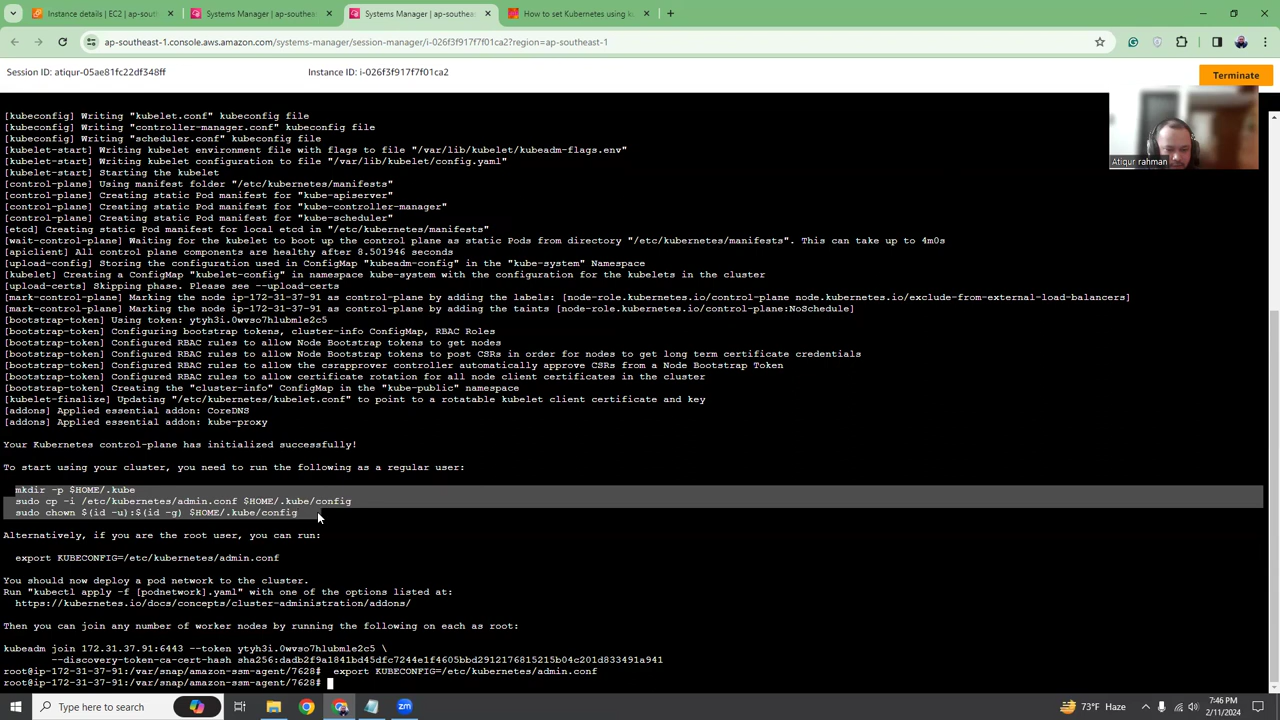 Instance details | EC2 | ap-southe
Systems Manager | ap-southeast
Systems Manager | ap-southeast
How to set Kubernetes using ku
ap-southeast-1.console.aws.amazon.com/systems-manager/session-manager/i-026f3f917f7f01ca2?region=ap-southeast-1
Session ID: atiqur-05ae81fc22df348ff
Instance ID: i-026f3f917f7f01ca2
Terminate
Atiqur rahman
[kubeconfig] Writing "kubelet.conf" kubeconfig file
[kubeconfig] Writing "controller-manager.conf" kubeconfig file
[kubeconfig] Writing "scheduler.conf" kubeconfig file
[kubelet-start] Writing kubelet environment file with flags to file "/var/lib/kubelet/kubeadm-flags.env"
[kubelet-start] Writing kubelet configuration to file "/var/lib/kubelet/config.yaml"
[kubelet-start] Starting the kubelet
[control-plane] Using manifest folder "/etc/kubernetes/manifests"
[control-plane] Creating static Pod manifest for "kube-apiserver"
[control-plane] Creating static Pod manifest for "kube-controller-manager"
[control-plane] Creating static Pod manifest for "kube-scheduler"
[etcd] Creating static Pod manifest for local etcd in "/etc/kubernetes/manifests"
[wait-control-plane] Waiting for the kubelet to boot up the control plane as static Pods from directory "/etc/kubernetes/manifests". This can take up to 4m0s
[apiclient] All control plane components are healthy after 8.501946 seconds
[upload-config] Storing the configuration used in ConfigMap "kubeadm-config" in the "kube-system" Namespace
[kubelet] Creating a ConfigMap "kubelet-config" in namespace kube-system with the configuration for the kubelets in the cluster
[upload-certs] Skipping phase. Please see --upload-certs
[mark-control-plane] Marking the node ip-172-31-37-91 as control-plane by adding the labels: [node-role.kubernetes.io/control-plane node.kubernetes.io/exclude-from-external-load-balancers]
[mark-control-plane] Marking the node ip-172-31-37-91 as control-plane by adding the taints [node-role.kubernetes.io/control-plane:NoSchedule]
[bootstrap-token] Using token: ytyh3i.0wvso7hlubmle2c5
[bootstrap-token] Configuring bootstrap tokens, cluster-info ConfigMap, RBAC Roles
[bootstrap-token] Configured RBAC rules to allow Node Bootstrap tokens to get nodes
[bootstrap-token] Configured RBAC rules to allow Node Bootstrap tokens to post CSRs in order for nodes to get long term certificate credentials
[bootstrap-token] Configured RBAC rules to allow the csrapprover controller automatically approve CSRs from a Node Bootstrap Token
[bootstrap-token] Configured RBAC rules to allow certificate rotation for all node client certificates in the cluster
[bootstrap-token] Creating the "cluster-info" ConfigMap in the "kube-public" namespace
[kubelet-finalize] Updating "/etc/kubernetes/kubelet.conf" to point to a rotatable kubelet client certificate and key
[addons] Applied essential addon: CoreDNS
[addons] Applied essential addon: kube-proxy
Your Kubernetes control-plane has initialized successfully!
To start using your cluster, you need to run the following as a regular user:
mkdir -p $HOME/.kube
sudo cp -i /etc/kubernetes/admin.conf $HOME/.kube/config
sudo chown $(id -u):$(id -g) $HOME/.kube/config
Alternatively, if you are the root user, you can run:
export KUBECONFIG=/etc/kubernetes/admin.conf
You should now deploy a pod network to the cluster.
Run "kubectl apply -f [podnetwork].yaml" with one of the options listed at:
https://kubernetes.io/docs/concepts/cluster-administration/addons/
Then you can join any number of worker nodes by running the following on each as root:
kubeadm join 172.31.37.91:6443 --token ytyh3i.0wvso7hlubmle2c5 \
--discovery-token-ca-cert-hash sha256:dadb2f9a1841bd45dfc7244e1f4605bbd2912176815215b04c201d833491a941
root@ip-172-31-37-91:/var/snap/amazon-ssm-agent/7628# export KUBECONFIG=/etc/kubernetes/admin.conf
root@ip-172-31-37-91:/var/snap/amazon-ssm-agent/7628#
Type here to search
73°F Haze
7:46 PM
2/11/2024